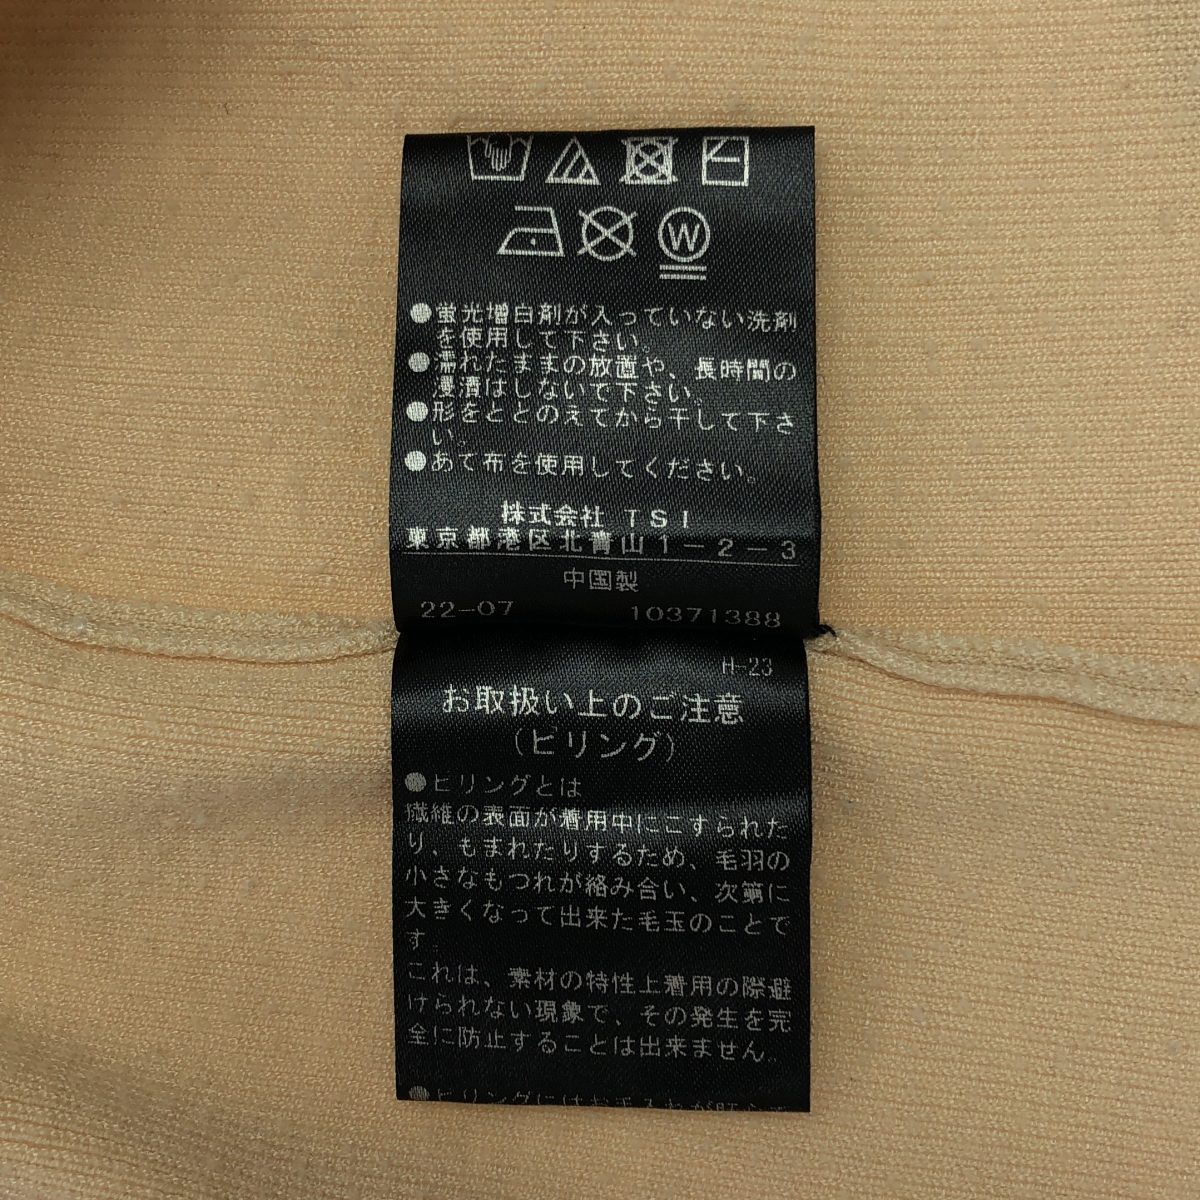 W
●蛍光増白剤が入っていない洗剤
を使用して下さい。
●濡れたままの放置や、長時間の
浸漬はしないで下さい。
●形をととのえてから干して下さ
い。
●あて布を使用してください。
株式会社 TSI
東京都港区北青山1-2-3
中国製
22-07 10371388
H-23
お取扱い上のご注意
(ピリング)
●ピリングとは
繊維の表面が着用中にこすられた
り、もまれたりするため、毛羽の
小さなもつれが絡み合い、次第に
大きくなって出来た毛玉のことで
す。
これは、素材の特性上着用の際避
けられない現象で、その発生を完
全に防止することは出来ません。
●ピリングにはお手入れが